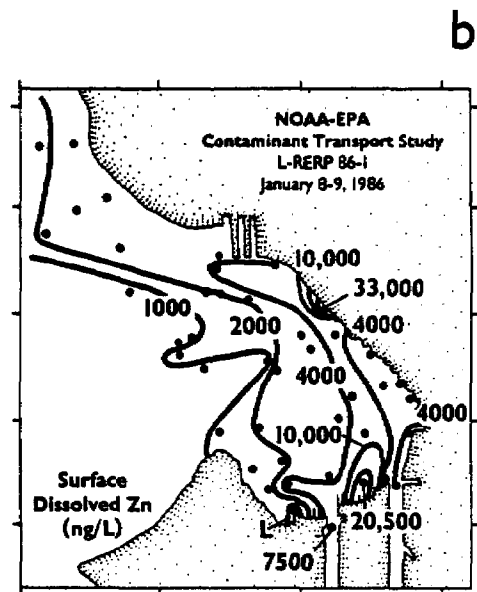 b
NOAA-EPA
Contaminant Transport Study
L-RERP 86-1
January 8-9, 1986
10,000
33,000
4000
1000
2000
4000
4000
10,000
Surface
Dissolved Zn
(ng/L)
L
20,500
7500